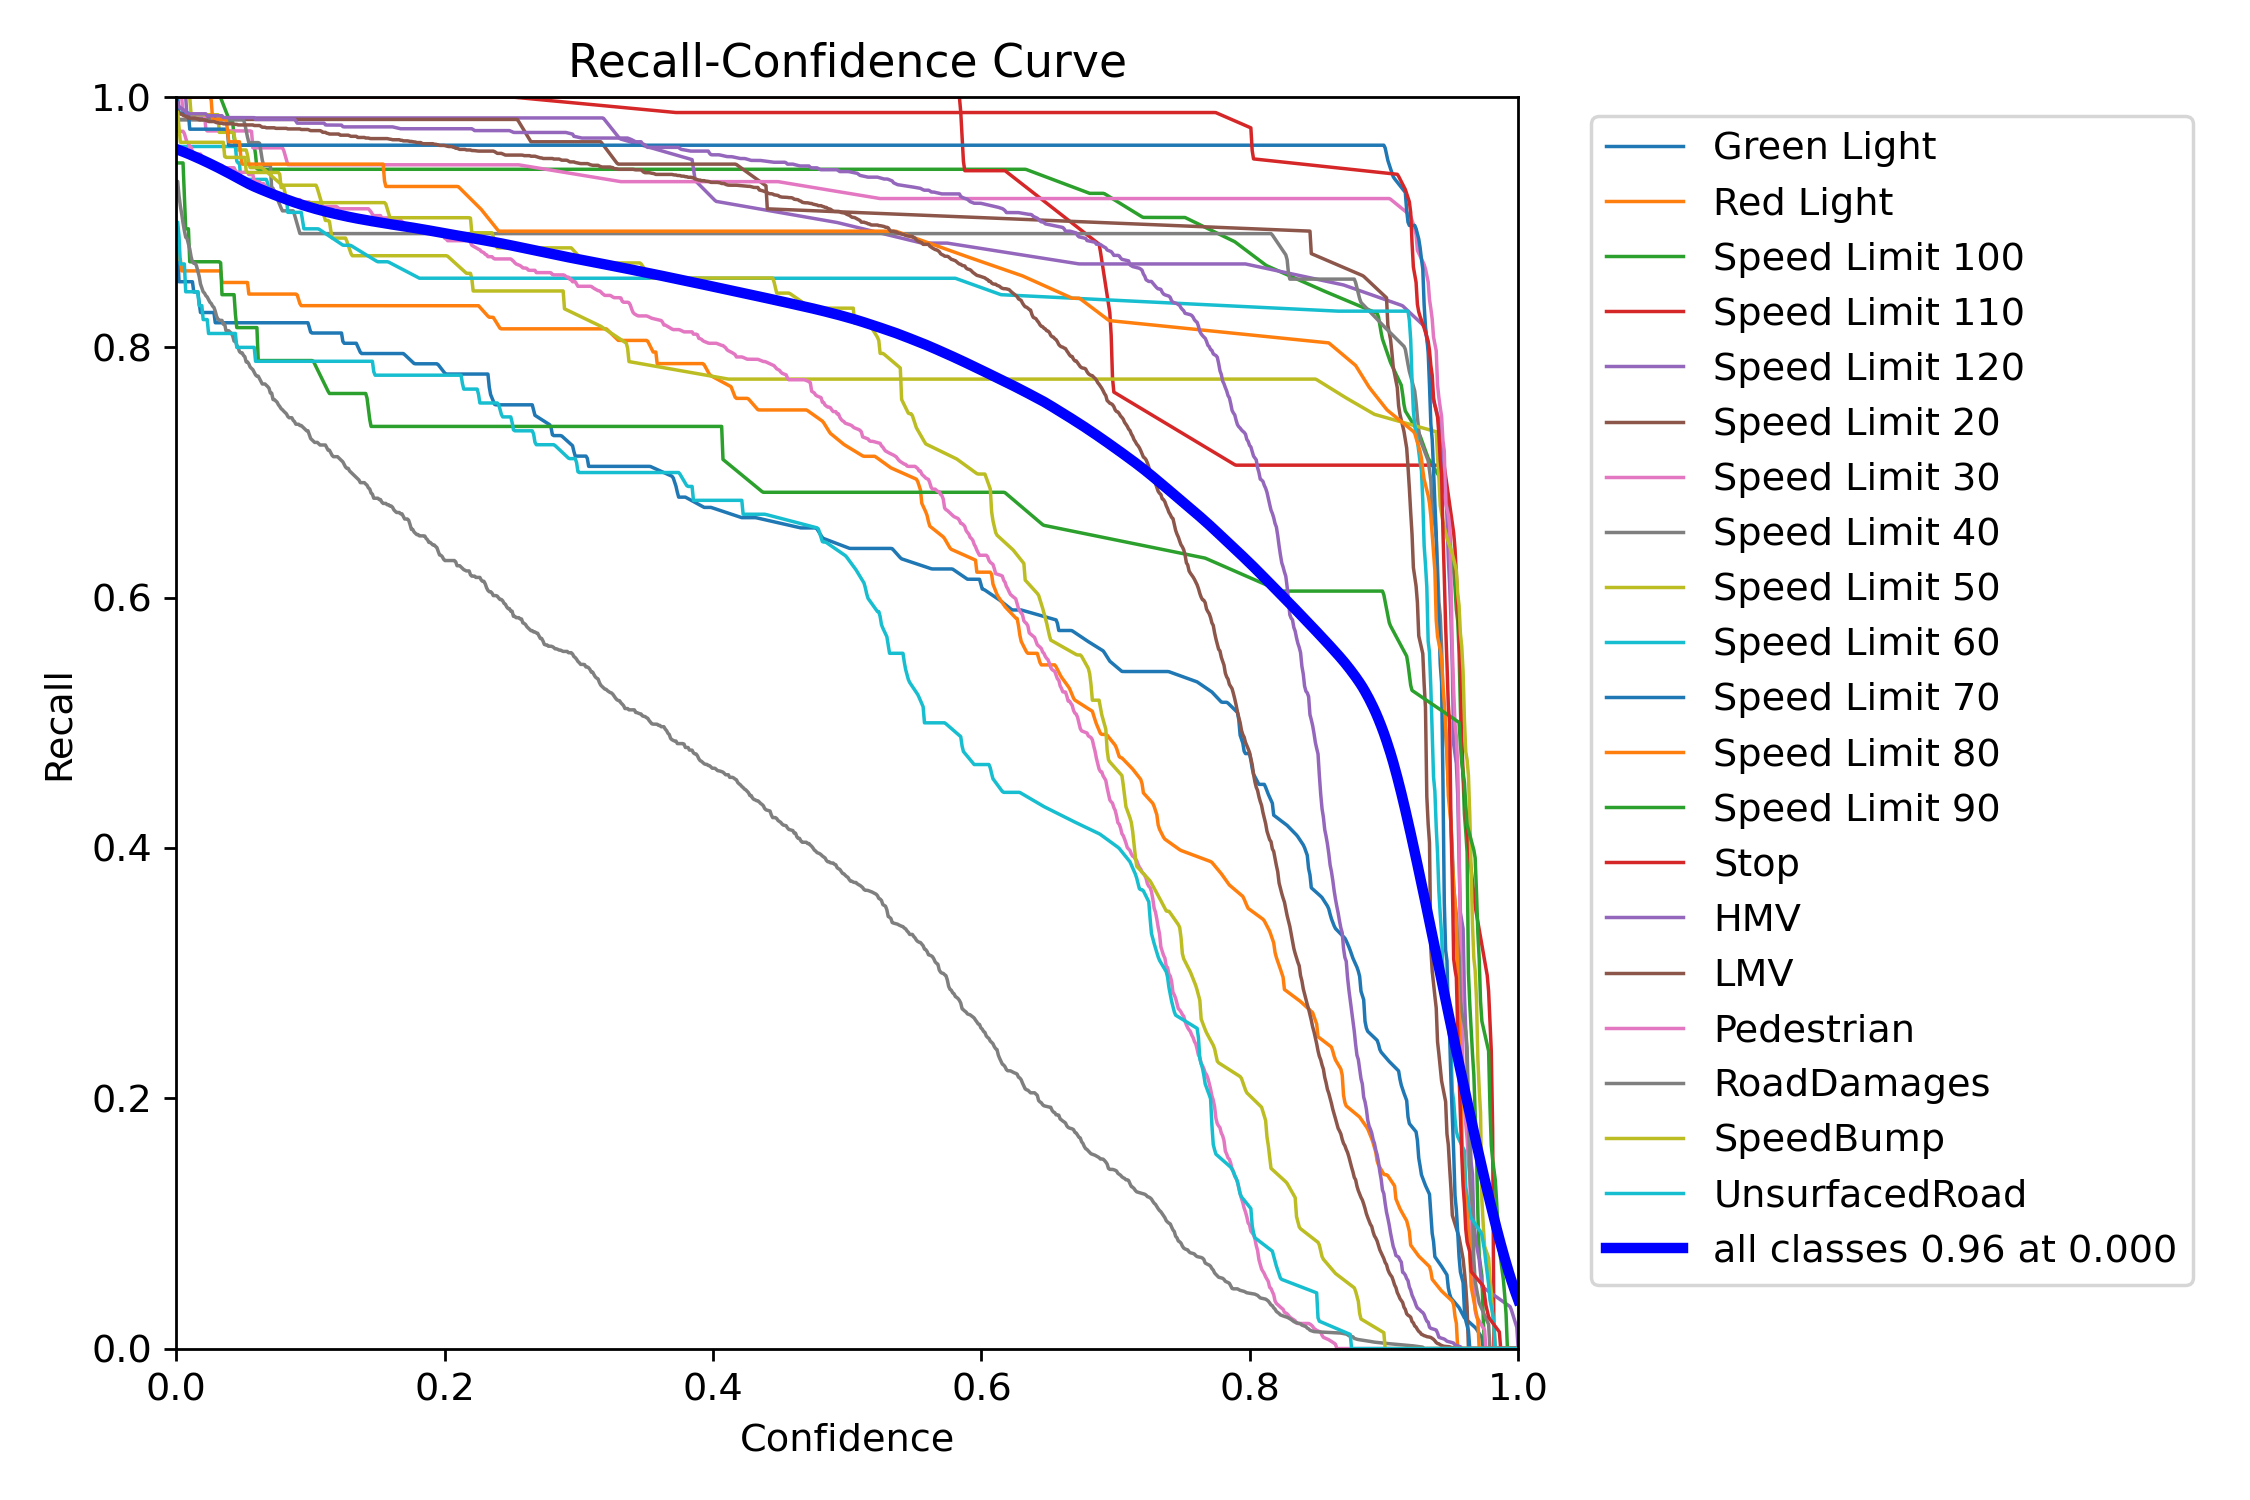 Recall-Confidence Curve
1.0
0.8
0.6
0.4
0.2
0.0
Recall
0.0 0.2 0.4 0.6 0.8 1.0
Confidence
Green Light
Red Light
Speed Limit 100
Speed Limit 110
Speed Limit 120
Speed Limit 20
Speed Limit 30
Speed Limit 40
Speed Limit 50
Speed Limit 60
Speed Limit 70
Speed Limit 80
Speed Limit 90
Stop
HMV
LMV
Pedestrian
RoadDamages
SpeedBump
UnsurfacedRoad
all classes 0.96 at 0.000